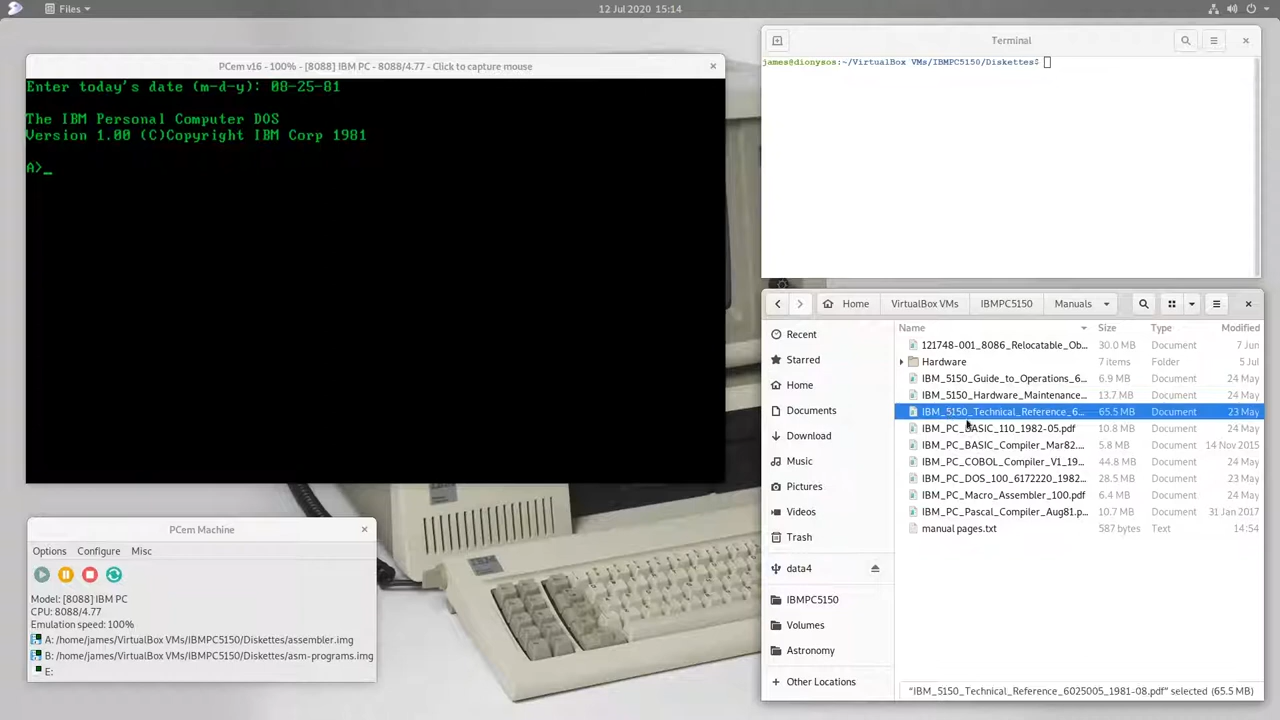 Files
12 Jul 2020 15:14
PCem v16 - 100% - [8088] IBM PC - 8088/4.77 - Click to capture mouse
Enter today's date (m-d-y): 08-25-81
The IBM Personal Computer DOS
Version 1.00 (C)Copyright IBM Corp 1981
A>_
Terminal
james@dionysos:~/VirtualBox VMs/IBMPC5150/Diskettes$
Home VirtualBox VMs IBMPC5150 Manuals
Recent
Starred
Home
Documents
Download
Music
Pictures
Videos
Trash
data4
IBMPC5150
Volumes
Astronomy
Other Locations
Name Size Type Modified
121748-001_8086_Relocatable_Ob… 30.0 MB Document 7 Jun
Hardware 7 items Folder 5 Jul
IBM_5150_Guide_to_Operations_6… 6.9 MB Document 24 May
IBM_5150_Hardware_Maintenance… 13.7 MB Document 24 May
IBM_5150_Technical_Reference_6… 65.5 MB Document 23 May
IBM_PC_BASIC_110_1982-05.pdf 10.8 MB Document 24 May
IBM_PC_BASIC_Compiler_Mar82.… 5.8 MB Document 14 Nov 2015
IBM_PC_COBOL_Compiler_V1_19… 44.8 MB Document 24 May
IBM_PC_DOS_100_6172220_1982… 28.5 MB Document 23 May
IBM_PC_Macro_Assembler_100.pdf 6.4 MB Document 24 May
IBM_PC_Pascal_Compiler_Aug81.p… 10.7 MB Document 31 Jan 2017
manual pages.txt 587 bytes Text 14:54
"IBM_5150_Technical_Reference_6025005_1981-08.pdf" selected (65.5 MB)
PCem Machine
Options Configure Misc
Model: [8088] IBM PC
CPU: 8088/4.77
Emulation speed: 100%
A: /home/james/VirtualBox VMs/IBMPC5150/Diskettes/assembler.img
B: /home/james/VirtualBox VMs/IBMPC5150/Diskettes/asm-programs.img
E:
IBM